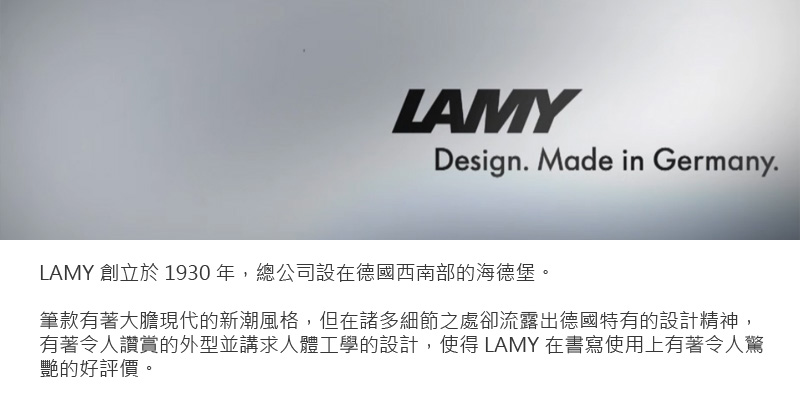 LAMY
Design. Made in Germany.
LAMY 創立於 1930 年，總公司設在德國西南部的海德堡。
筆款有著大膽現代的新潮風格，但在諸多細節之處卻流露出德國特有的設計精神，
有著令人讚賞的外型並講求人體工學的設計，使得 LAMY 在書寫使用上有著令人驚
艷的好評價。